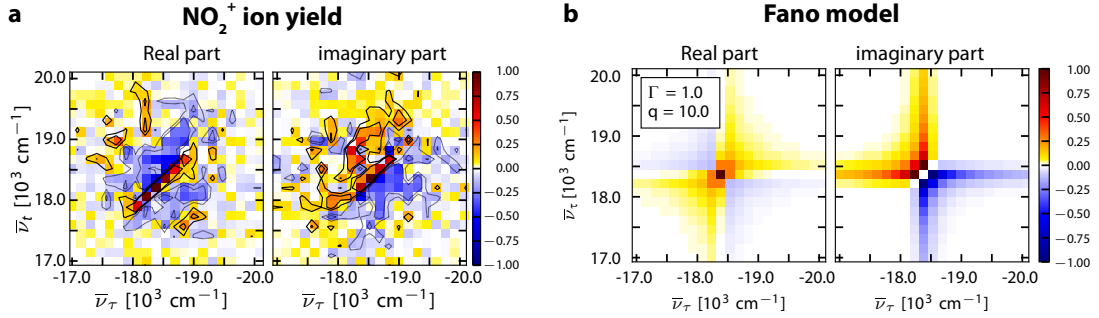 a
NO₂⁺ ion yield
Real part
imaginary part
20.0
19.0
18.0
17.0
ν̅t [10³ cm⁻¹]
-17.0
-18.0
-19.0
-20.0
-18.0
-19.0
-20.0
ν̅τ [10³ cm⁻¹]
ν̅τ [10³ cm⁻¹]
1.00
0.75
0.50
0.25
0.00
−0.25
−0.50
−0.75
−1.00
b
Fano model
Real part
imaginary part
Γ = 1.0
q = 10.0
20.0
19.0
18.0
17.0
ν̅τ [10³ cm⁻¹]
-17.0
-18.0
-19.0
-20.0
-18.0
-19.0
-20.0
ν̅τ [10³ cm⁻¹]
ν̅τ [10³ cm⁻¹]
1.00
0.75
0.50
0.25
0.00
−0.25
−0.50
−0.75
−1.00